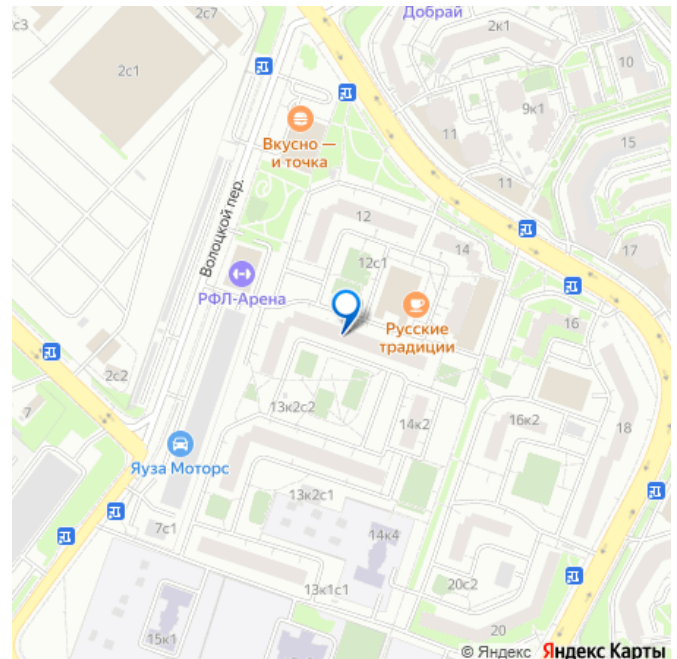 с3
2с7
Добрай
2к1
10
2с1
9к1
Вкусно —
и точка
11
15
11
Волоцкой пер.
12
14
17
12с1
РФЛ-Арена
Русские
традиции
16
2с2
7
13к2с2
14к2
16к2
18
Яуза Моторс
13к2с1
7с1
14к4
13к1с1
20с2
20
15к1
© Яндекс Яндекс Карты